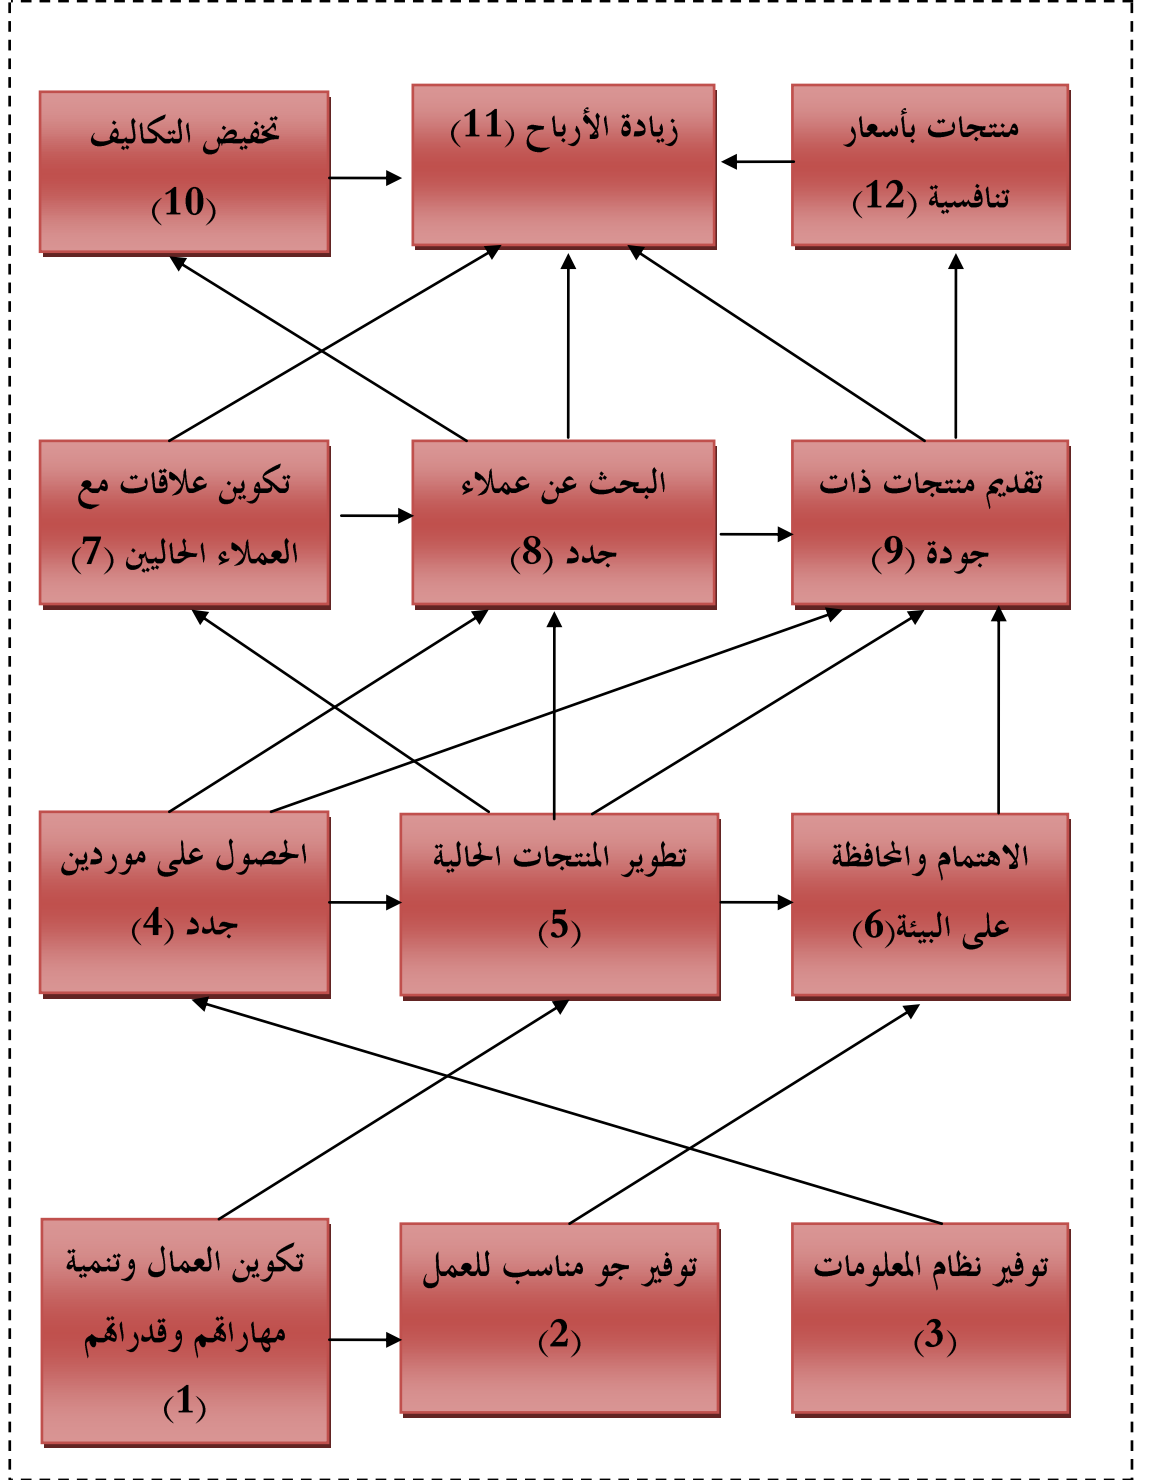 منتجات بأسعار
تنافسية (12)
زيادة الأرباح (11)
تخفيض التكاليف
(10)
تقديم منتجات ذات
جودة (9)
البحث عن عملاء
جدد (8)
تكوين علاقات مع
العملاء الحاليين (7)
الاهتمام والمحافظة
على البيئة(6)
تطوير المنتجات الحالية
(5)
الحصول على موردين
جدد (4)
توفير نظام المعلومات
(3)
توفير جو مناسب للعمل
(2)
تكوين العمال وتنمية
مهاراتهم وقدراتهم
(1)